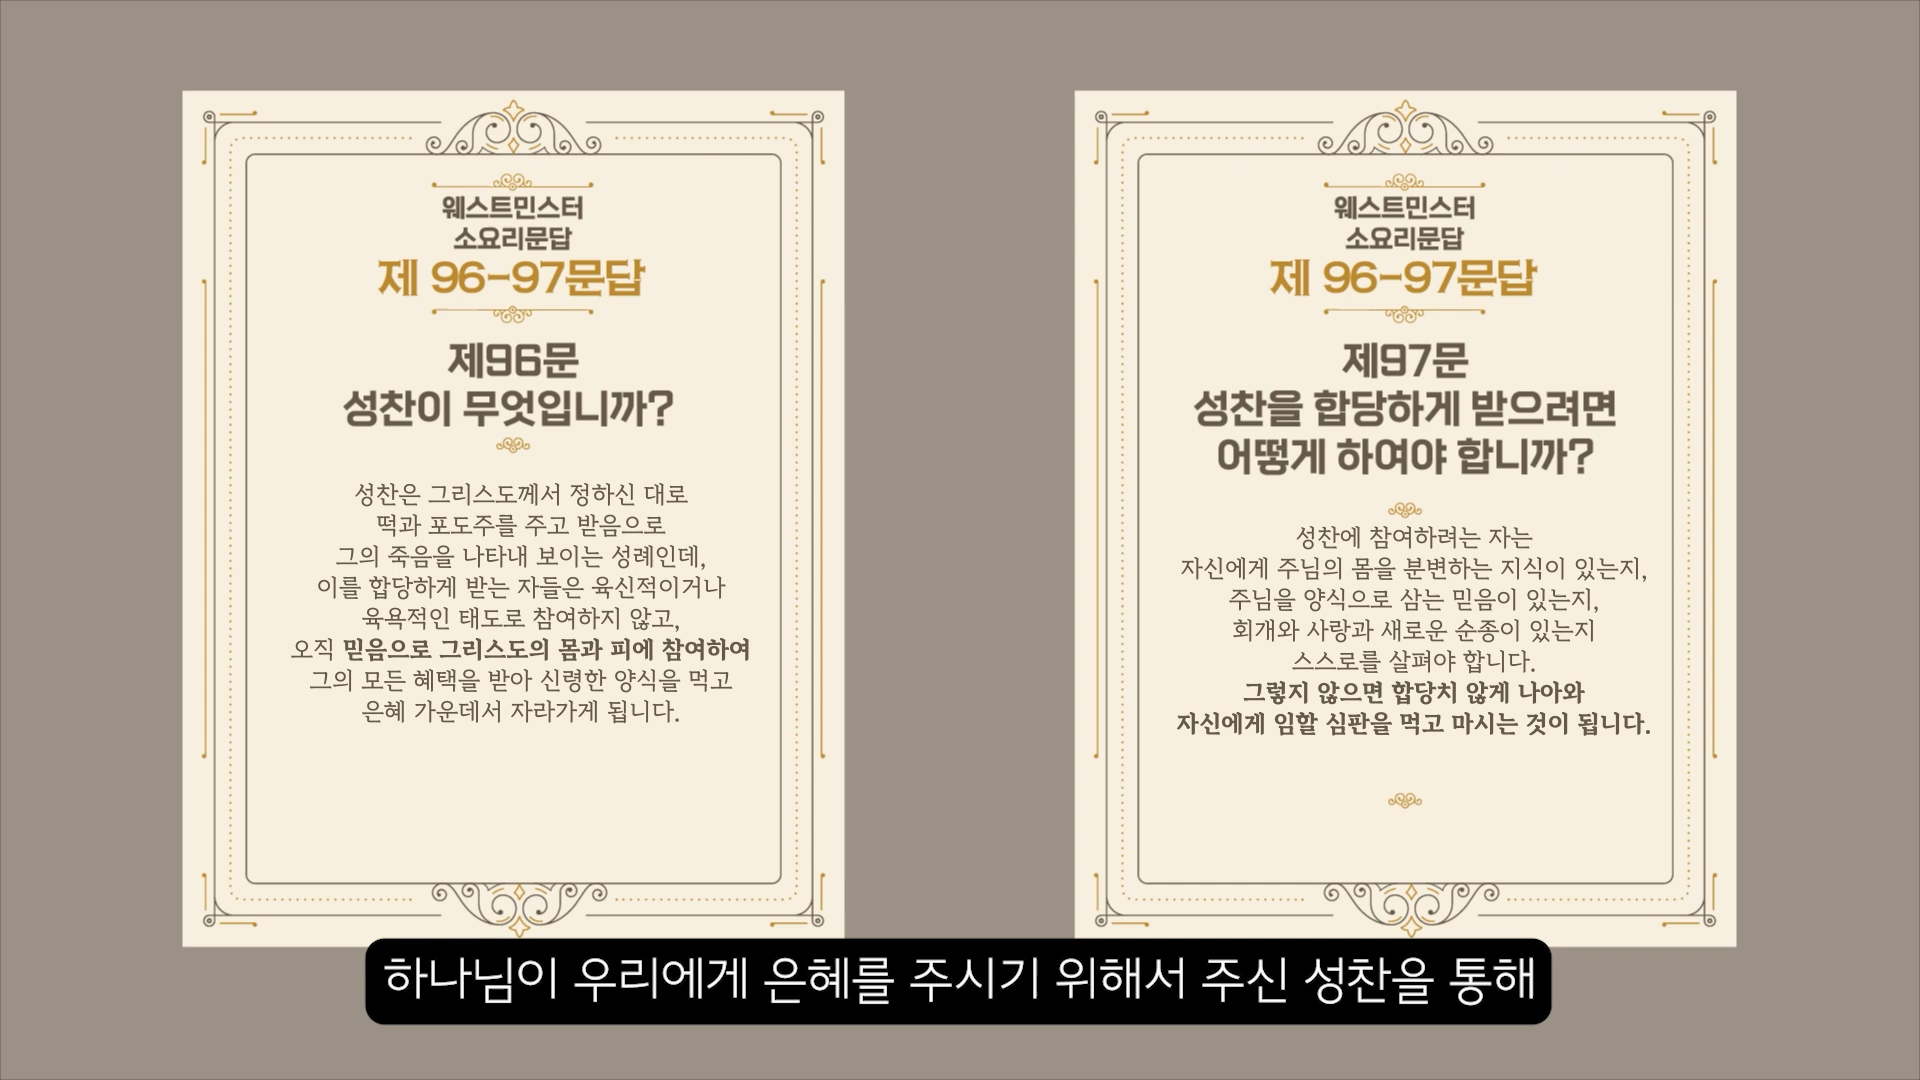 웨스트민스터
소요리문답
제 96-97문답
제96문
성찬이 무엇입니까?
성찬은 그리스도께서 정하신 대로
떡과 포도주를 주고 받음으로
그의 죽음을 나타내 보이는 성례인데,
이를 합당하게 받는 자들은 육신적이거나
육욕적인 태도로 참여하지 않고,
오직 믿음으로 그리스도의 몸과 피에 참여하여
그의 모든 혜택을 받아 신령한 양식을 먹고
은혜 가운데서 자라가게 됩니다.
웨스트민스터
소요리문답
제 96-97문답
제97문
성찬을 합당하게 받으려면
어떻게 하여야 합니까?
성찬에 참여하려는 자는
자신에게 주님의 몸을 분변하는 지식이 있는지,
주님을 양식으로 삼는 믿음이 있는지,
회개와 사랑과 새로운 순종이 있는지
스스로를 살펴야 합니다.
그렇지 않으면 합당치 않게 나아와
자신에게 임할 심판을 먹고 마시는 것이 됩니다.
하나님이 우리에게 은혜를 주시기 위해서 주신 성찬을 통해